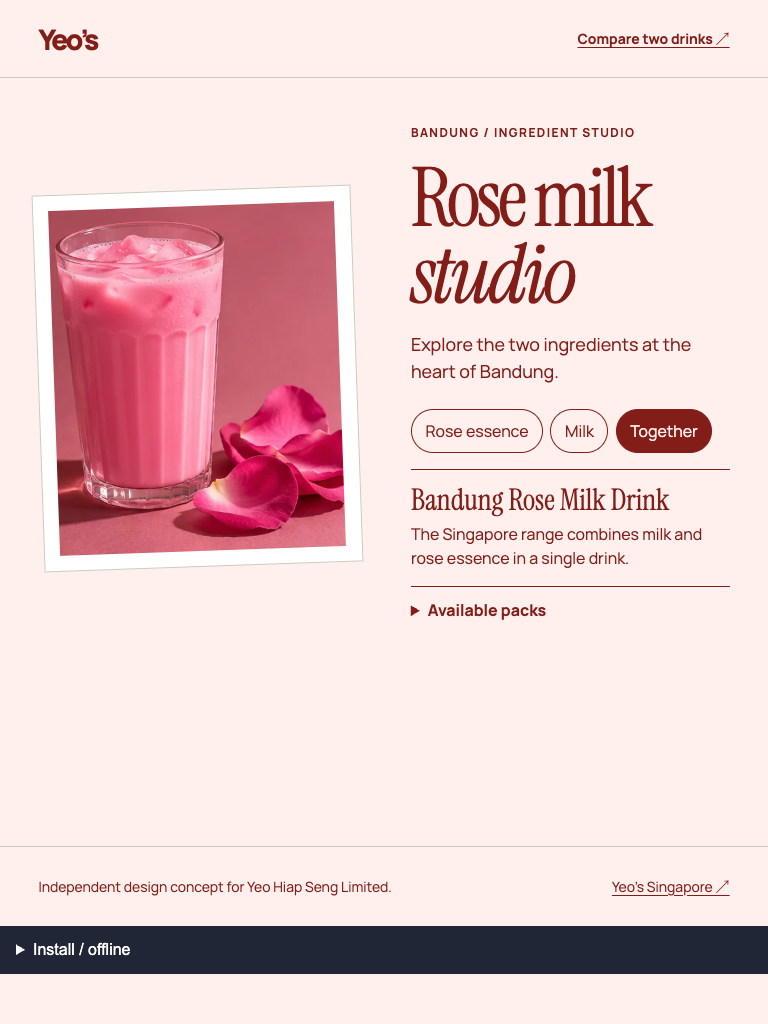 Yeo's
Compare two drinks ↗
BANDUNG / INGREDIENT STUDIO
Rose milk
studio
Explore the two ingredients at the
heart of Bandung.
Rose essence
Milk
Together
Bandung Rose Milk Drink
The Singapore range combines milk and
rose essence in a single drink.
▶ Available packs
Independent design concept for Yeo Hiap Seng Limited.
Yeo's Singapore ↗
▶ Install / offline